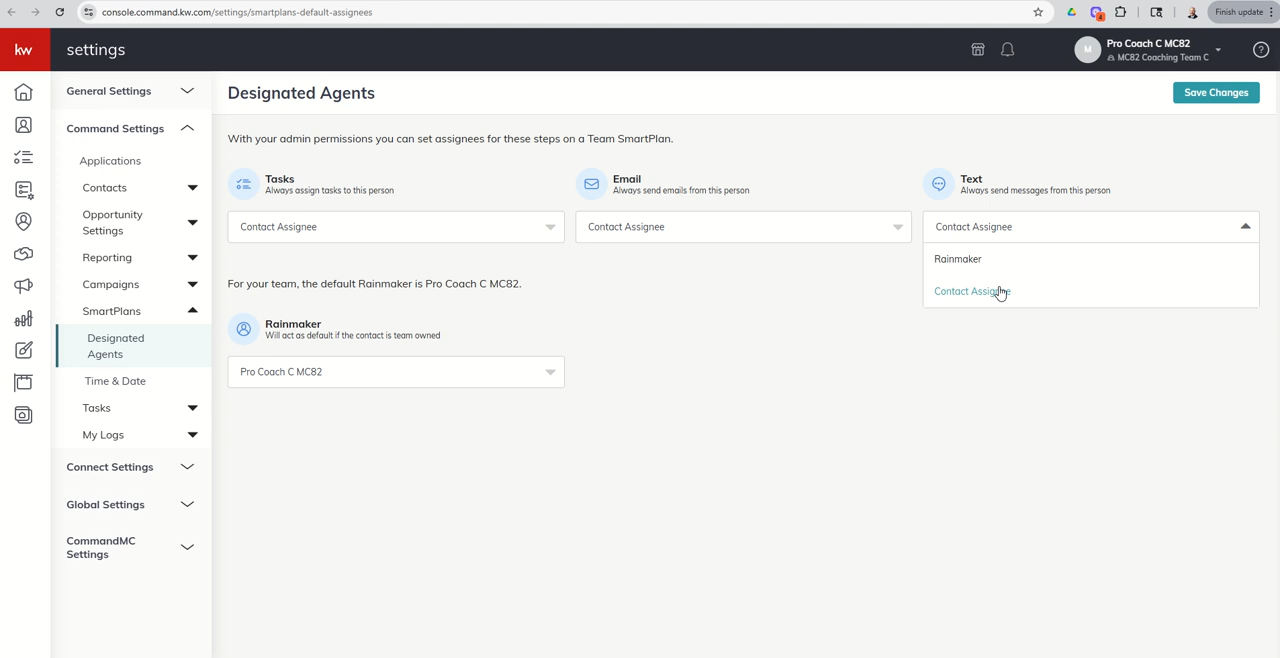 console.command.kw.com/settings/smartplans-default-assignees
4
Finish update
kw
settings
M
Pro Coach C MC82
MC82 Coaching Team C
?
General Settings
Command Settings
Applications
Contacts
Opportunity
Settings
Reporting
Campaigns
SmartPlans
Designated
Agents
Time & Date
Tasks
My Logs
Connect Settings
Global Settings
CommandMC
Settings
Designated Agents
Save Changes
With your admin permissions you can set assignees for these steps on a Team SmartPlan.
Tasks
Always assign tasks to this person
Contact Assignee
Email
Always send emails from this person
Contact Assignee
Text
Always send messages from this person
Contact Assignee
Rainmaker
Contact Assignee
For your team, the default Rainmaker is Pro Coach C MC82.
Rainmaker
Will act as default if the contact is team owned
Pro Coach C MC82